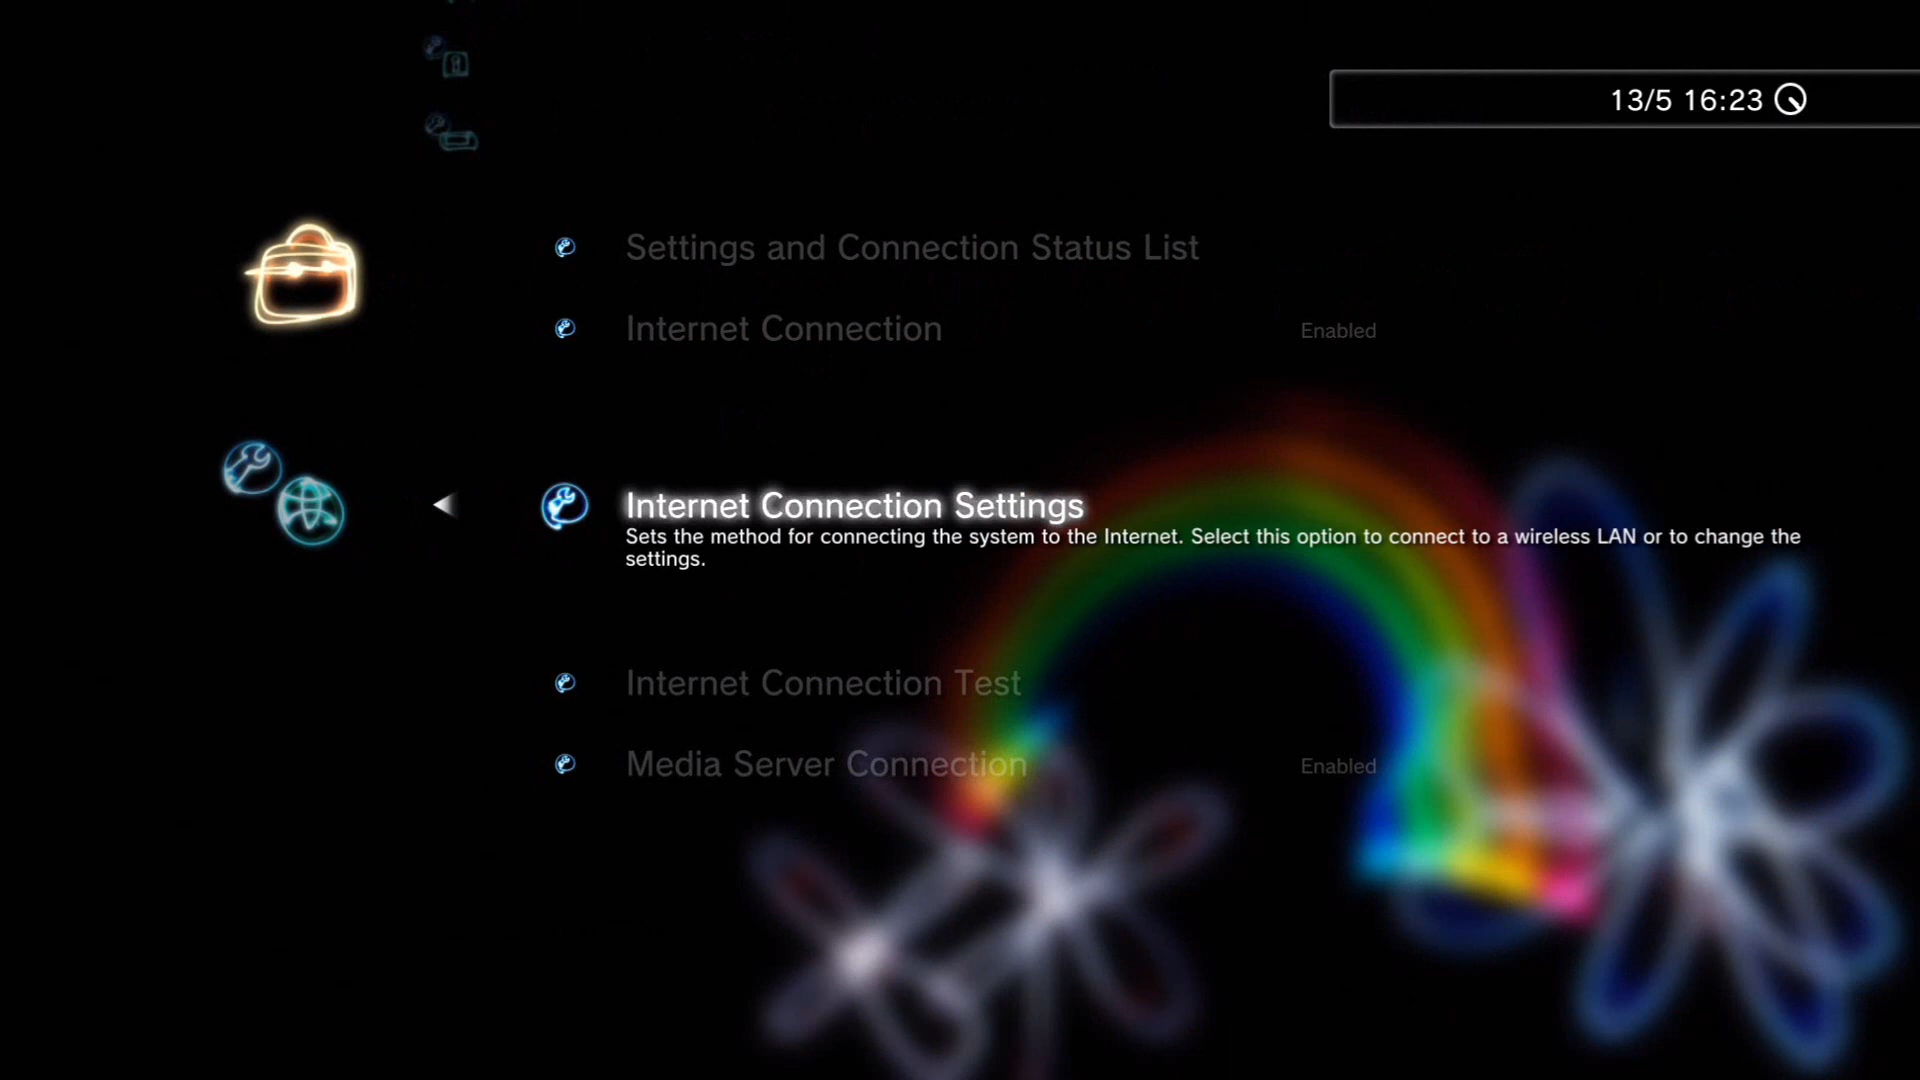 13/5 16:23
Settings and Connection Status List
Internet Connection Enabled
Internet Connection Settings
Sets the method for connecting the system to the Internet. Select this option to connect to a wireless LAN or to change the
settings.
Internet Connection Test
Media Server Connection Enabled